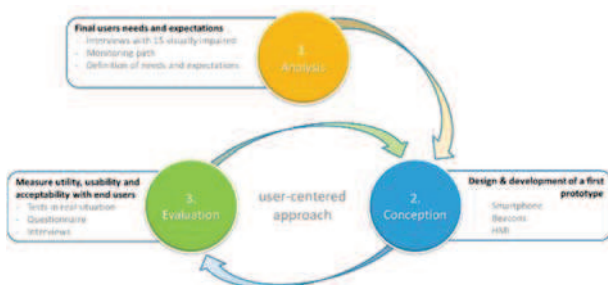 Final users needs and expectations
- Interviews with 15 visually impaired
- Monitoring path
- Definition of needs and expectations
1.
Analysis
Measure utility, usability and
acceptability with end users
- Tests in real situation
- Questionnaire
- Interviews
3.
Evaluation
user-centered
approach
2.
Conception
Design & development of a first
prototype
Smartphone
Beacons
HMI